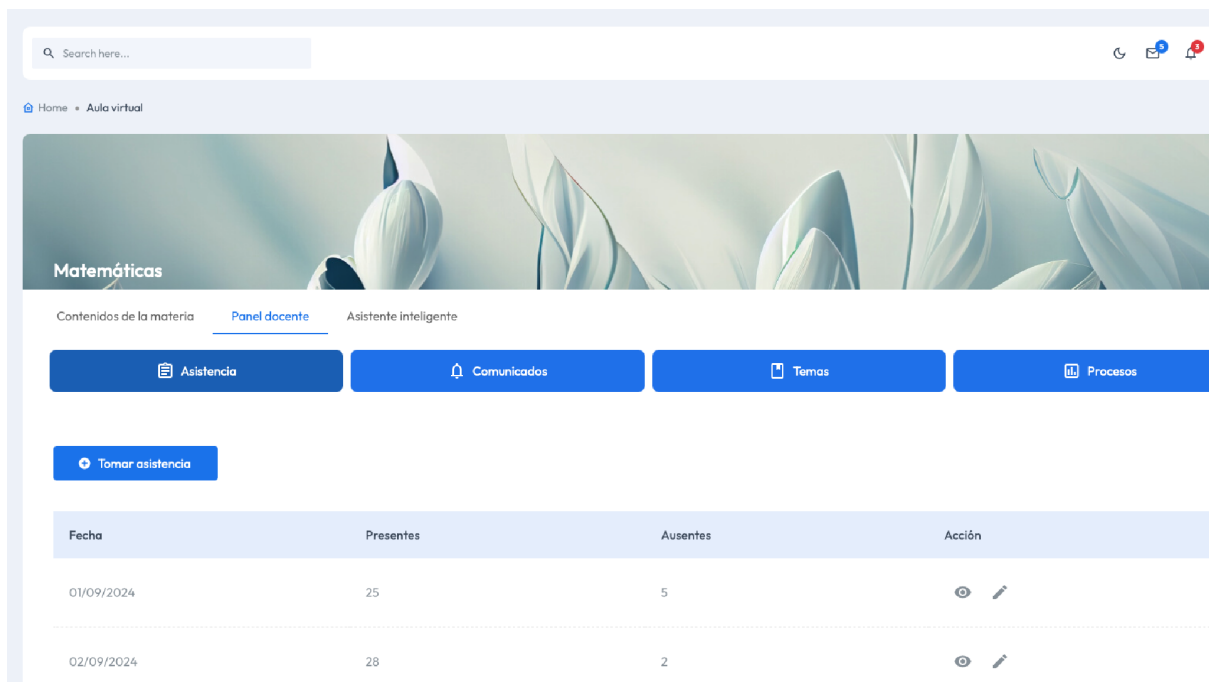 Search here...
5 3
Home • Aula virtual
Matemáticas
Contenidos de la materia Panel docente Asistente inteligente
Asistencia Comunicados Temas Procesos
Tomar asistencia
Fecha Presentes Ausentes Acción
01/09/2024 25 5
02/09/2024 28 2